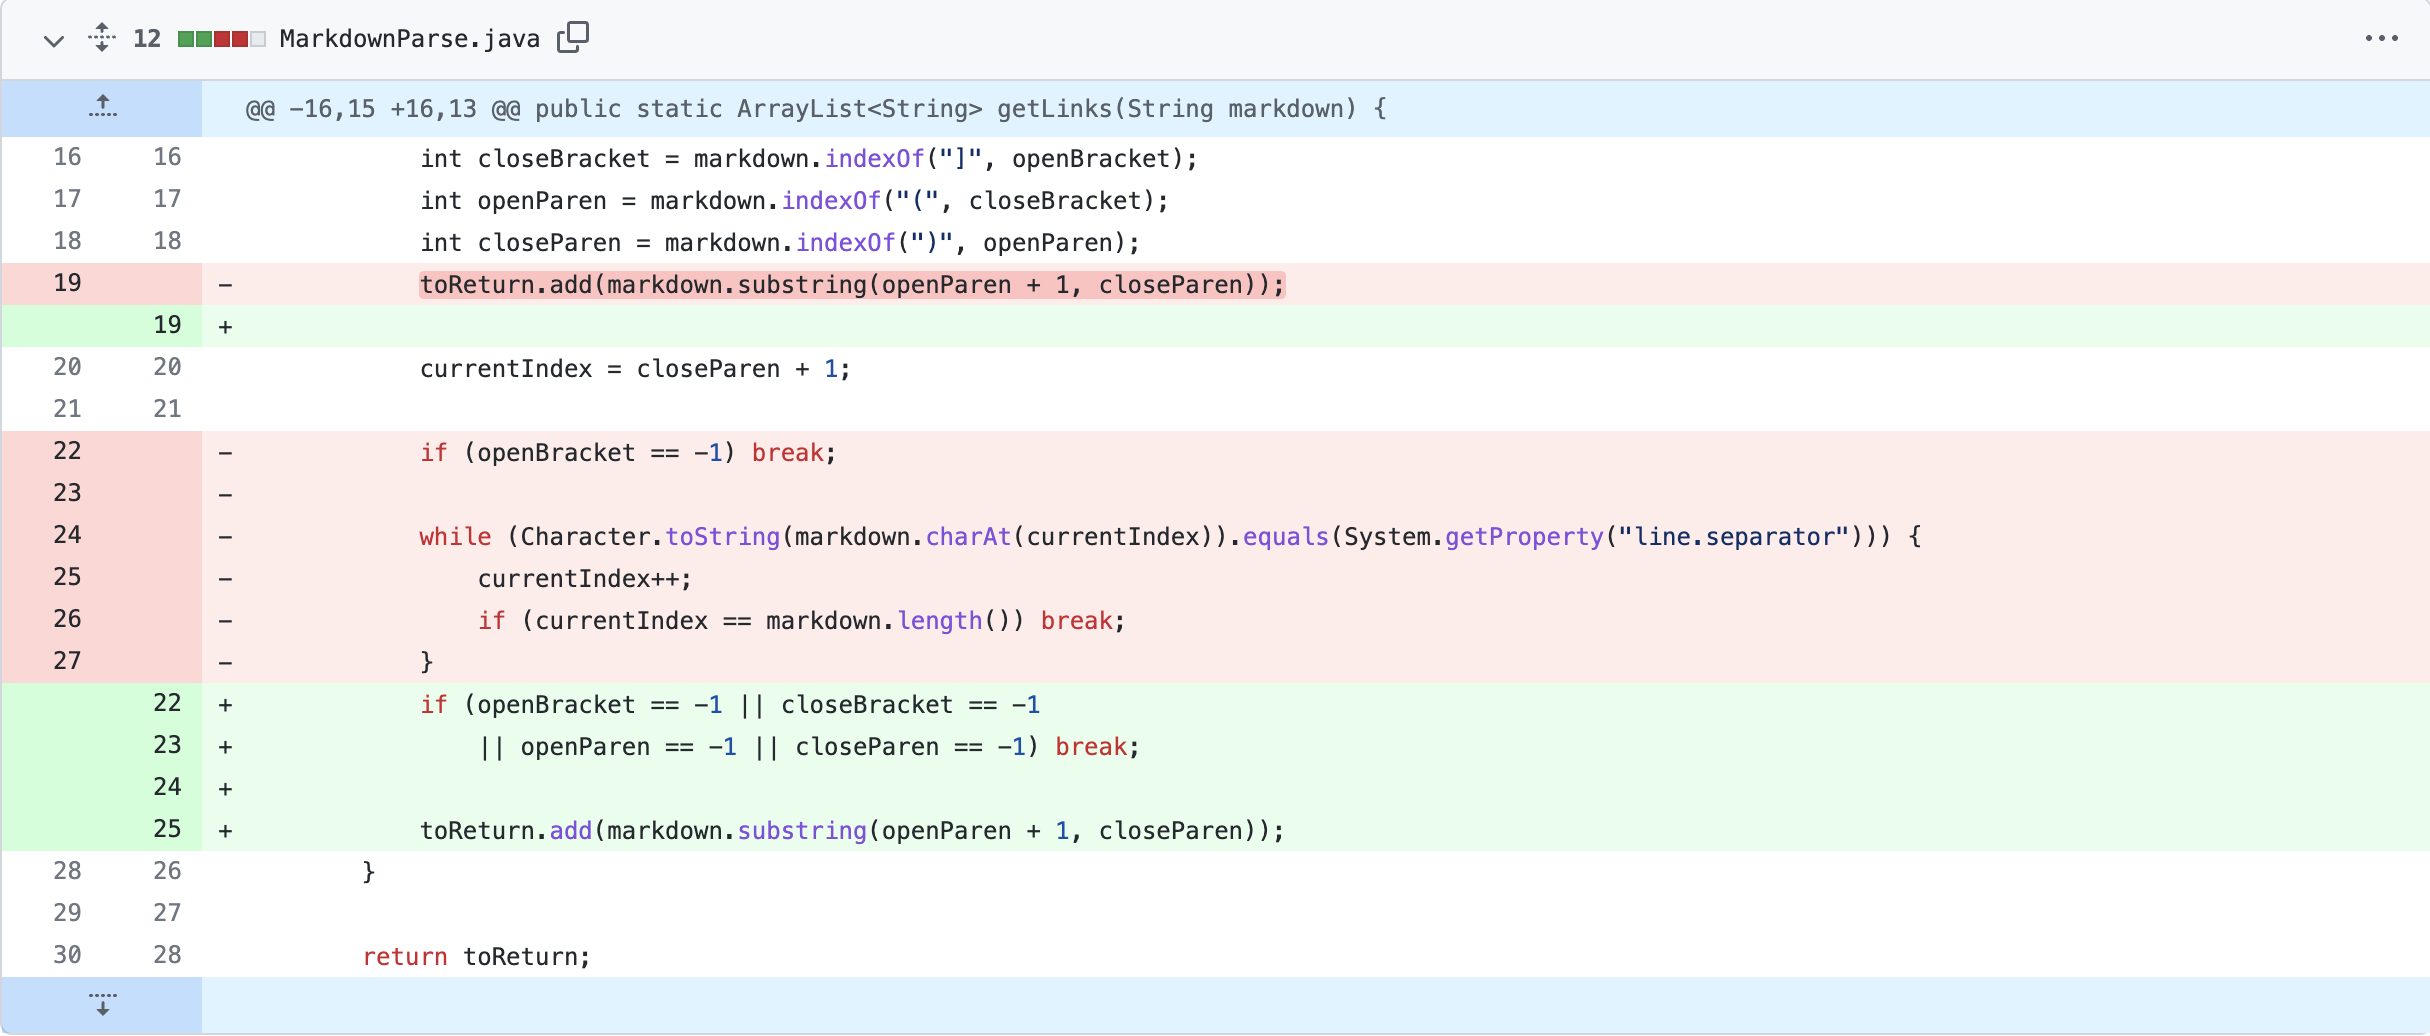 12 MarkdownParse.java
@@ -16,15 +16,13 @@ public static ArrayList<String> getLinks(String markdown) {
16 16 int closeBracket = markdown.indexOf("]", openBracket);
17 17 int openParen = markdown.indexOf("(", closeBracket);
18 18 int closeParen = markdown.indexOf(")", openParen);
19 - toReturn.add(markdown.substring(openParen + 1, closeParen));
19 +
20 20 currentIndex = closeParen + 1;
21 21
22 - if (openBracket == -1) break;
23 -
24 - while (Character.toString(markdown.charAt(currentIndex)).equals(System.getProperty("line.separator"))) {
25 - currentIndex++;
26 - if (currentIndex == markdown.length()) break;
27 - }
22 + if (openBracket == -1 || closeBracket == -1
23 + || openParen == -1 || closeParen == -1) break;
24 +
25 + toReturn.add(markdown.substring(openParen + 1, closeParen));
28 26 }
29 27
30 28 return toReturn;